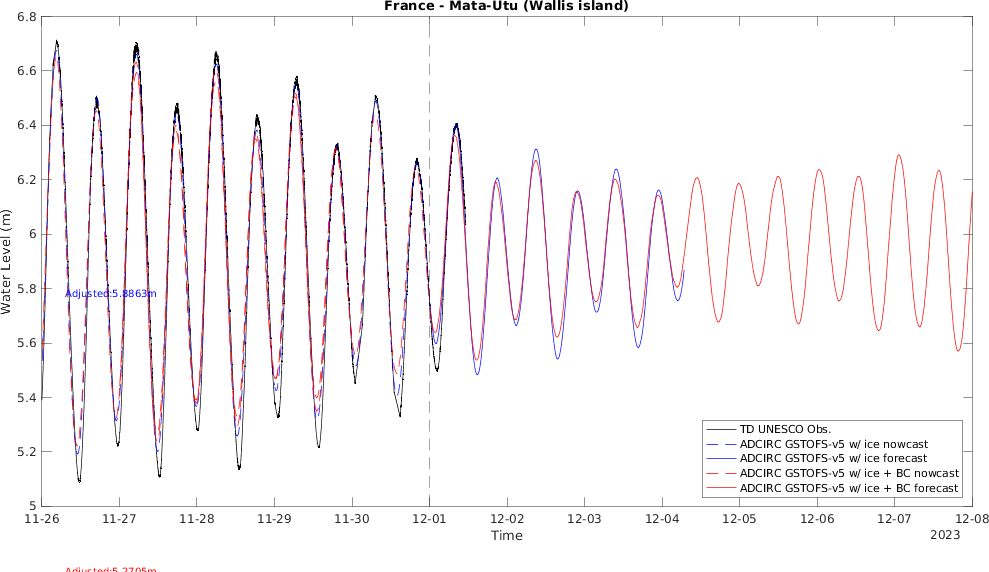 France - Mata-Utu (Wallis island)
6.8
6.6
6.4
6.2
6
5.8
5.6
5.4
5.2
5
Water Level (m)
Adjusted:5.8863m
TD UNESCO Obs.
ADCIRC GSTOFS-v5 w/ ice nowcast
ADCIRC GSTOFS-v5 w/ ice forecast
ADCIRC GSTOFS-v5 w/ ice + BC nowcast
ADCIRC GSTOFS-v5 w/ ice + BC forecast
11-26 11-27 11-28 11-29 11-30 12-01 12-02 12-03 12-04 12-05 12-06 12-07 12-08
Time
2023
Adjusted:5.2705m